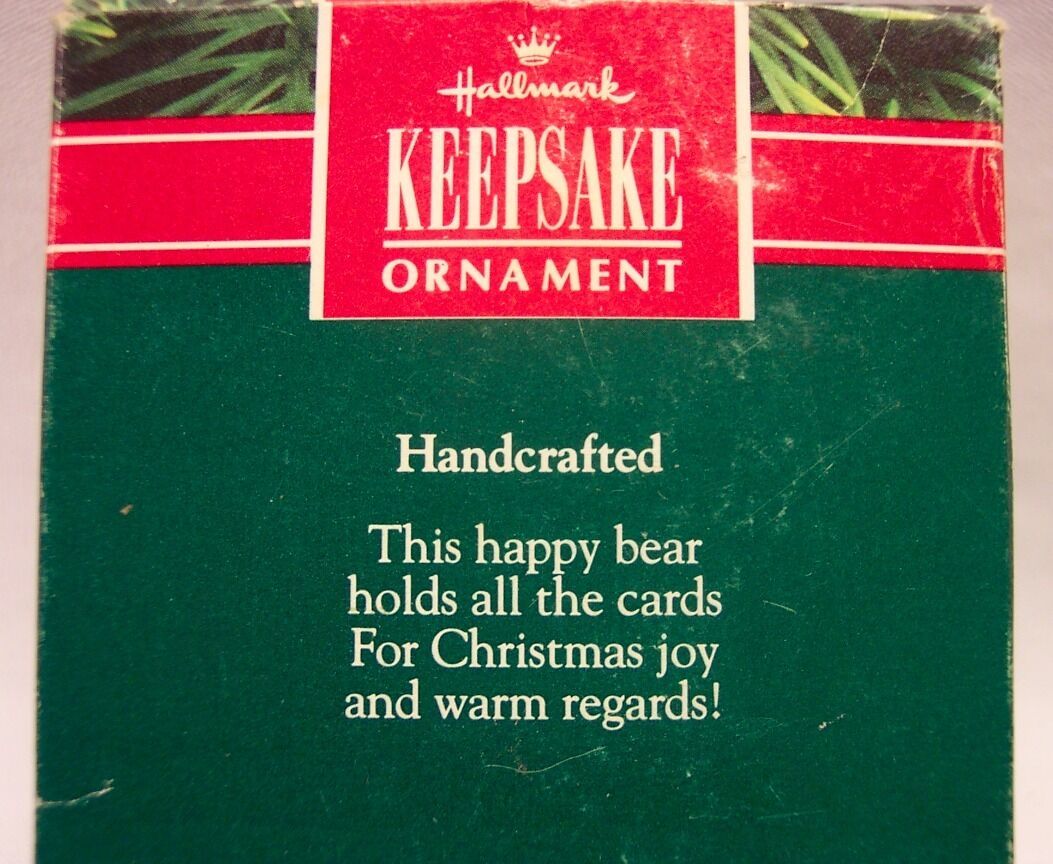 Hallmark
KEEPSAKE
ORNAMENT
Handcrafted
This happy bear
holds all the cards
For Christmas joy
and warm regards!